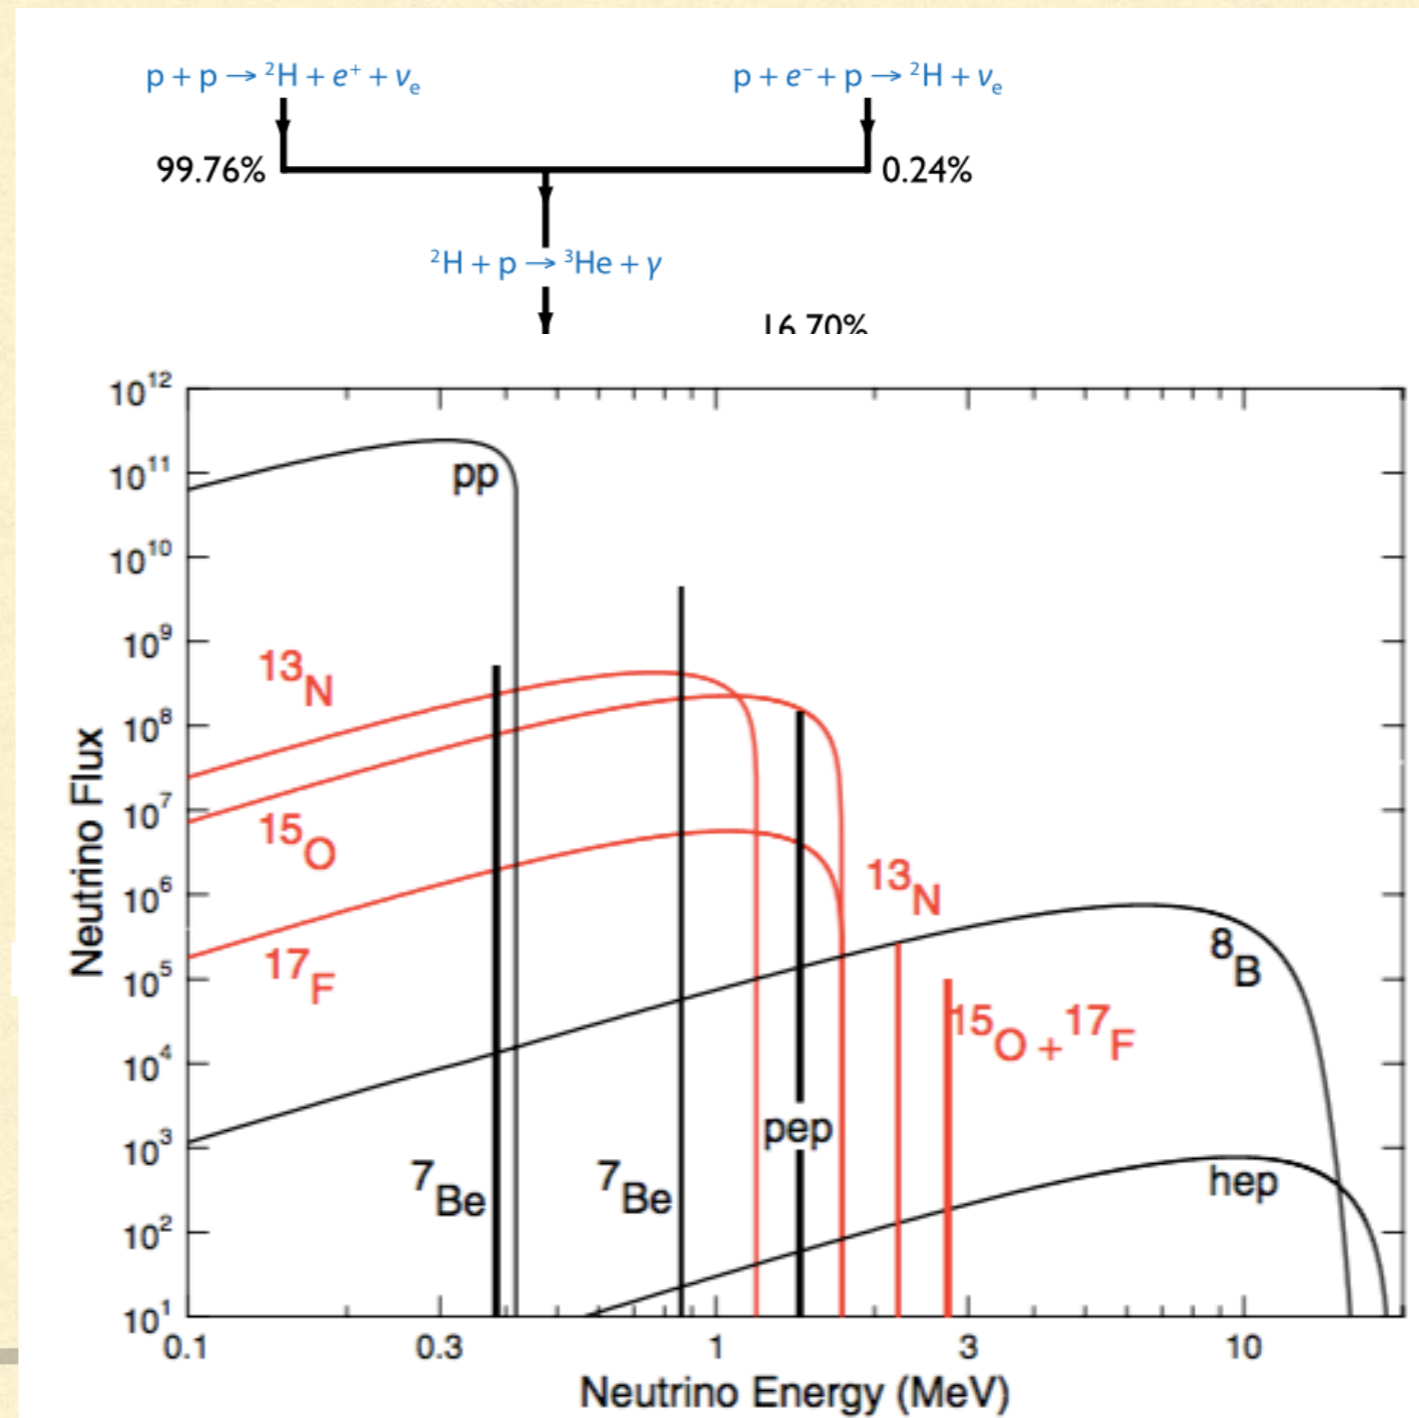 p + p → ²H + e⁺ + νₑ
p + e⁻ + p → ²H + νₑ
99.76%
0.24%
²H + p → ³He + γ
16.70%
10¹²
10¹¹
10¹⁰
10⁹
10⁸
10⁷
10⁶
10⁵
10⁴
10³
10²
10¹
Neutrino Flux
pp
¹³N
¹⁵O
¹⁷F
¹³N
⁸B
¹⁵O + ¹⁷F
pep
⁷Be
⁷Be
hep
0.1 0.3 1 3 10
Neutrino Energy (MeV)